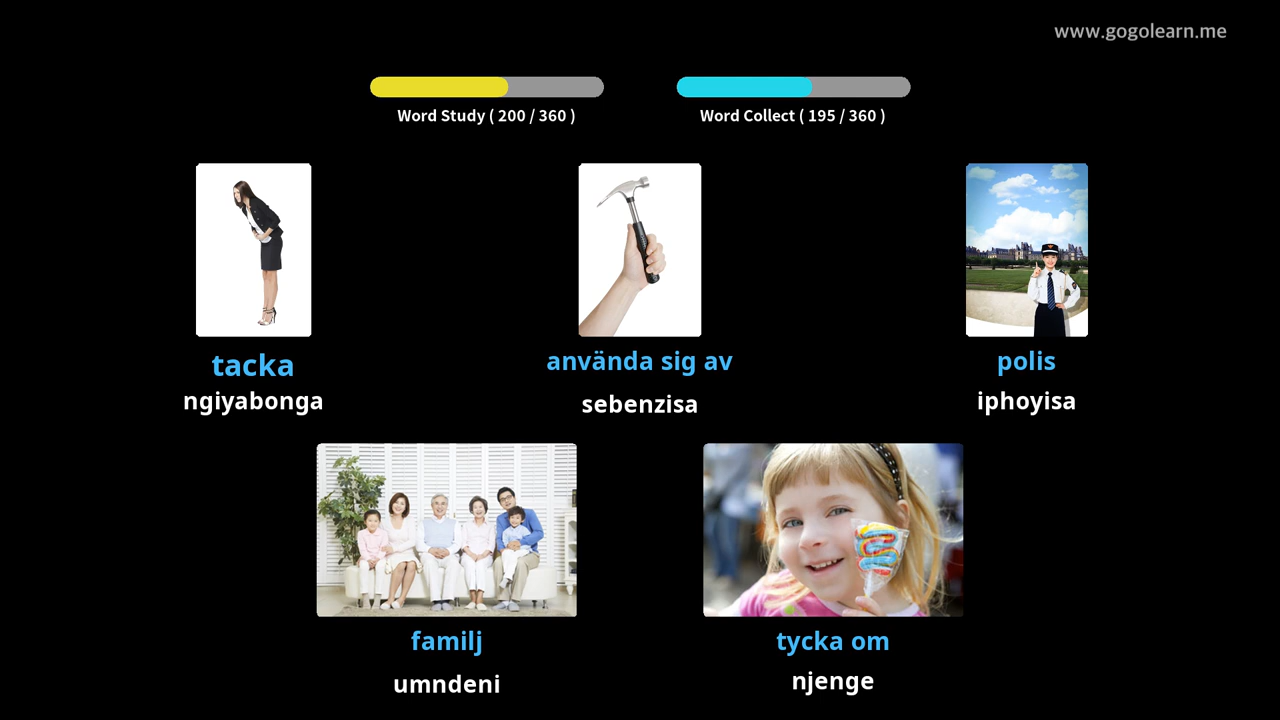 www.gogolearn.me
Word Study ( 200 / 360 )
Word Collect ( 195 / 360 )
tacka
ngiyabonga
använda sig av
sebenzisa
polis
iphoyisa
familj
umndeni
tycka om
njenge